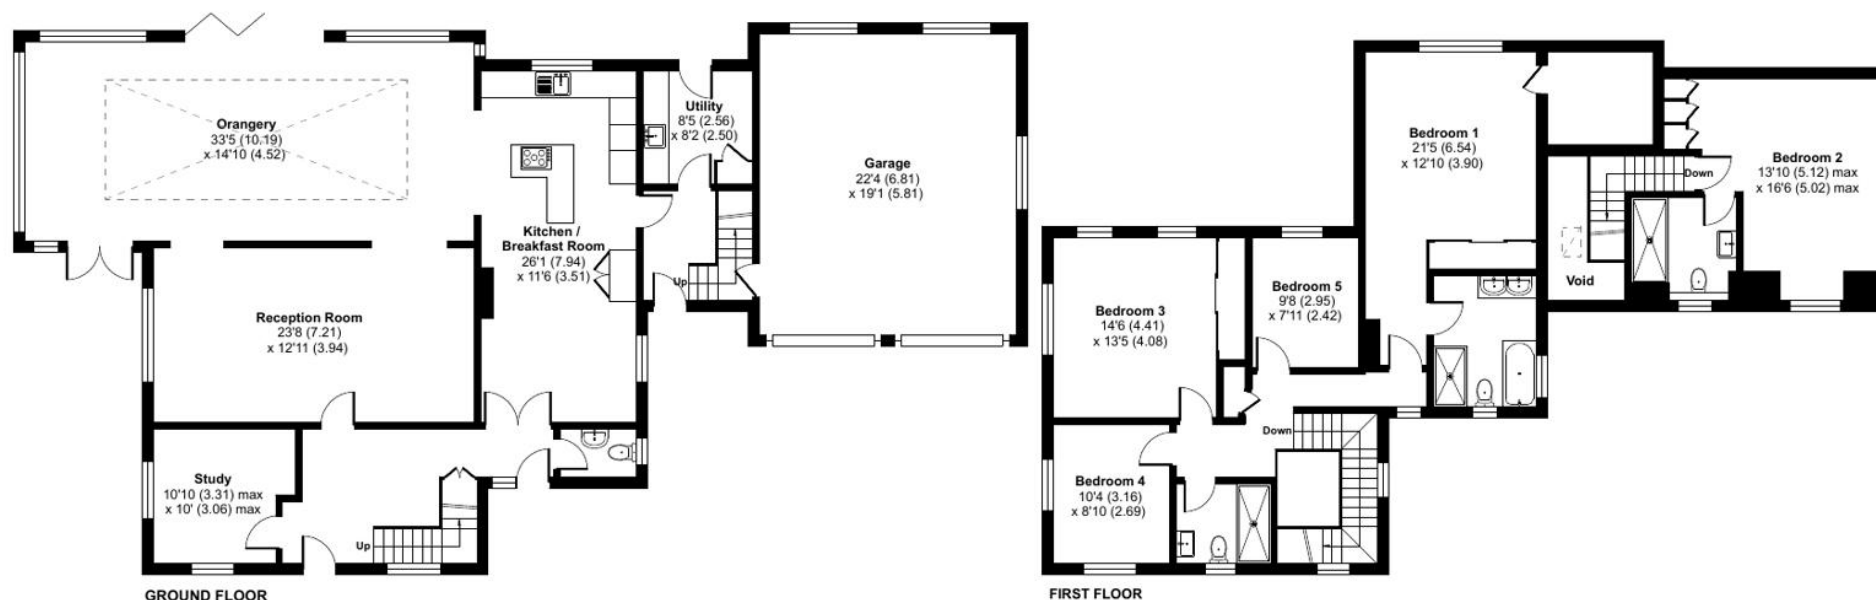 Orangery
33'5 (10.19)
x 14'10 (4.52)
Utility
8'5 (2.56)
x 8'2 (2.50)
Garage
22'4 (6.81)
x 19'1 (5.81)
Kitchen /
Breakfast Room
26'1 (7.94)
x 11'6 (3.51)
Up
Reception Room
23'8 (7.21)
x 12'11 (3.94)
Study
10'10 (3.31) max
x 10' (3.06) max
Up
GROUND FLOOR
Bedroom 1
21'5 (6.54)
x 12'10 (3.90)
Bedroom 2
13'10 (5.12) max
x 16'6 (5.02) max
Down
Void
Bedroom 3
14'6 (4.41)
x 13'5 (4.08)
Bedroom 5
9'8 (2.95)
x 7'11 (2.42)
Down
Bedroom 4
10'4 (3.16)
x 8'10 (2.69)
FIRST FLOOR